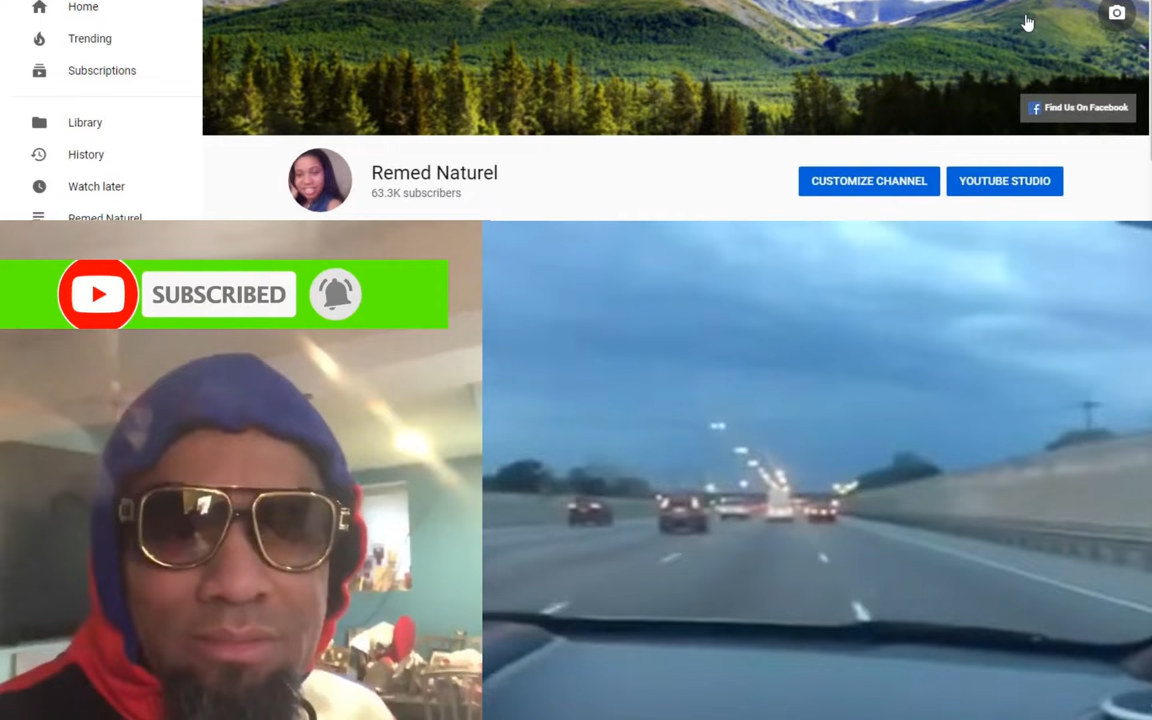 Home
Trending
Subscriptions
Find Us On Facebook
Library
History
Watch later
Remed Naturel
Remed Naturel
63.3K subscribers
CUSTOMIZE CHANNEL
YOUTUBE STUDIO
SUBSCRIBED